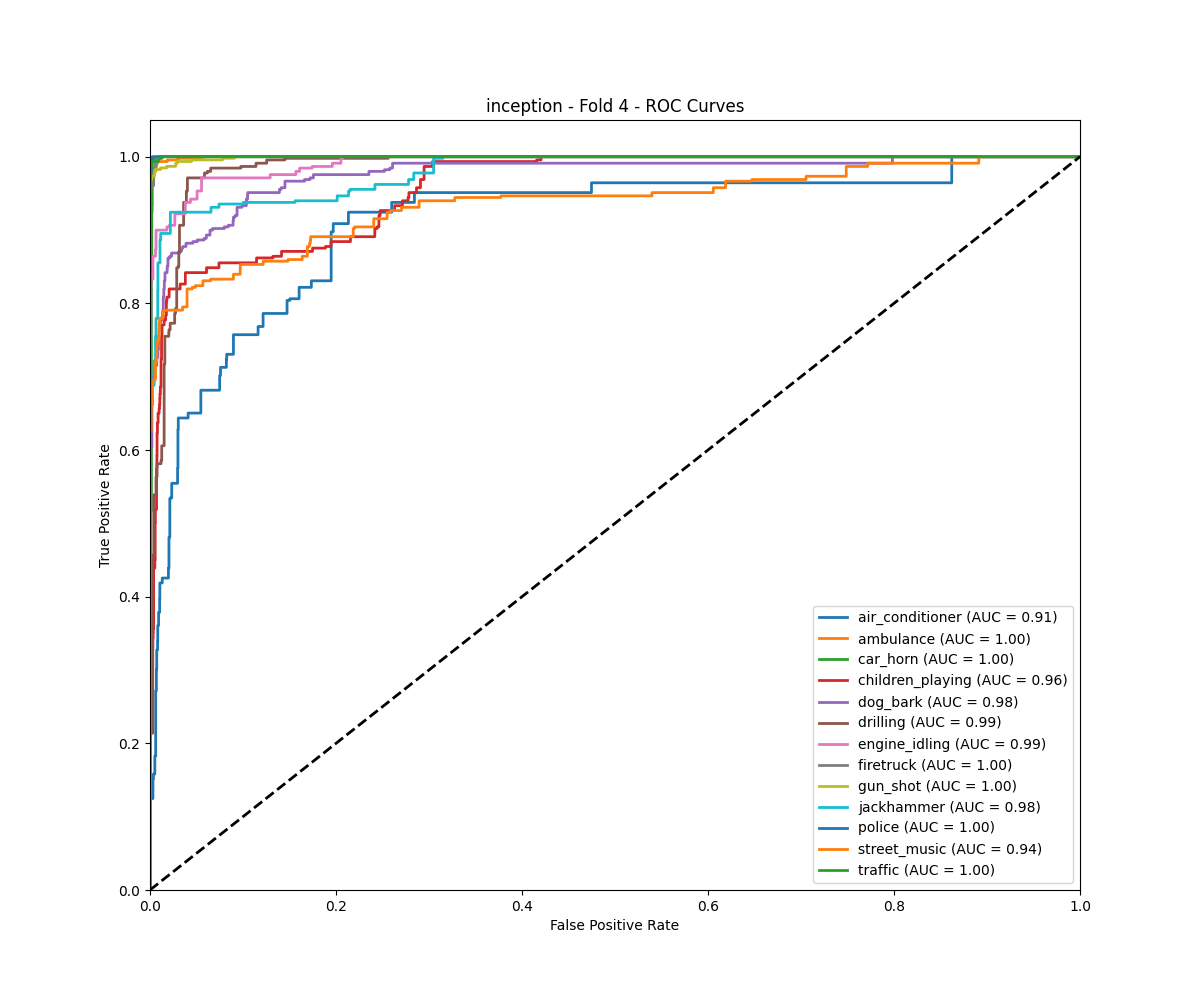 inception - Fold 4 - ROC Curves
True Positive Rate
1.0
0.8
0.6
0.4
0.2
0.0
air_conditioner (AUC = 0.91)
ambulance (AUC = 1.00)
car_horn (AUC = 1.00)
children_playing (AUC = 0.96)
dog_bark (AUC = 0.98)
drilling (AUC = 0.99)
engine_idling (AUC = 0.99)
firetruck (AUC = 1.00)
gun_shot (AUC = 1.00)
jackhammer (AUC = 0.98)
police (AUC = 1.00)
street_music (AUC = 0.94)
traffic (AUC = 1.00)
0.0 0.2 0.4 0.6 0.8 1.0
False Positive Rate